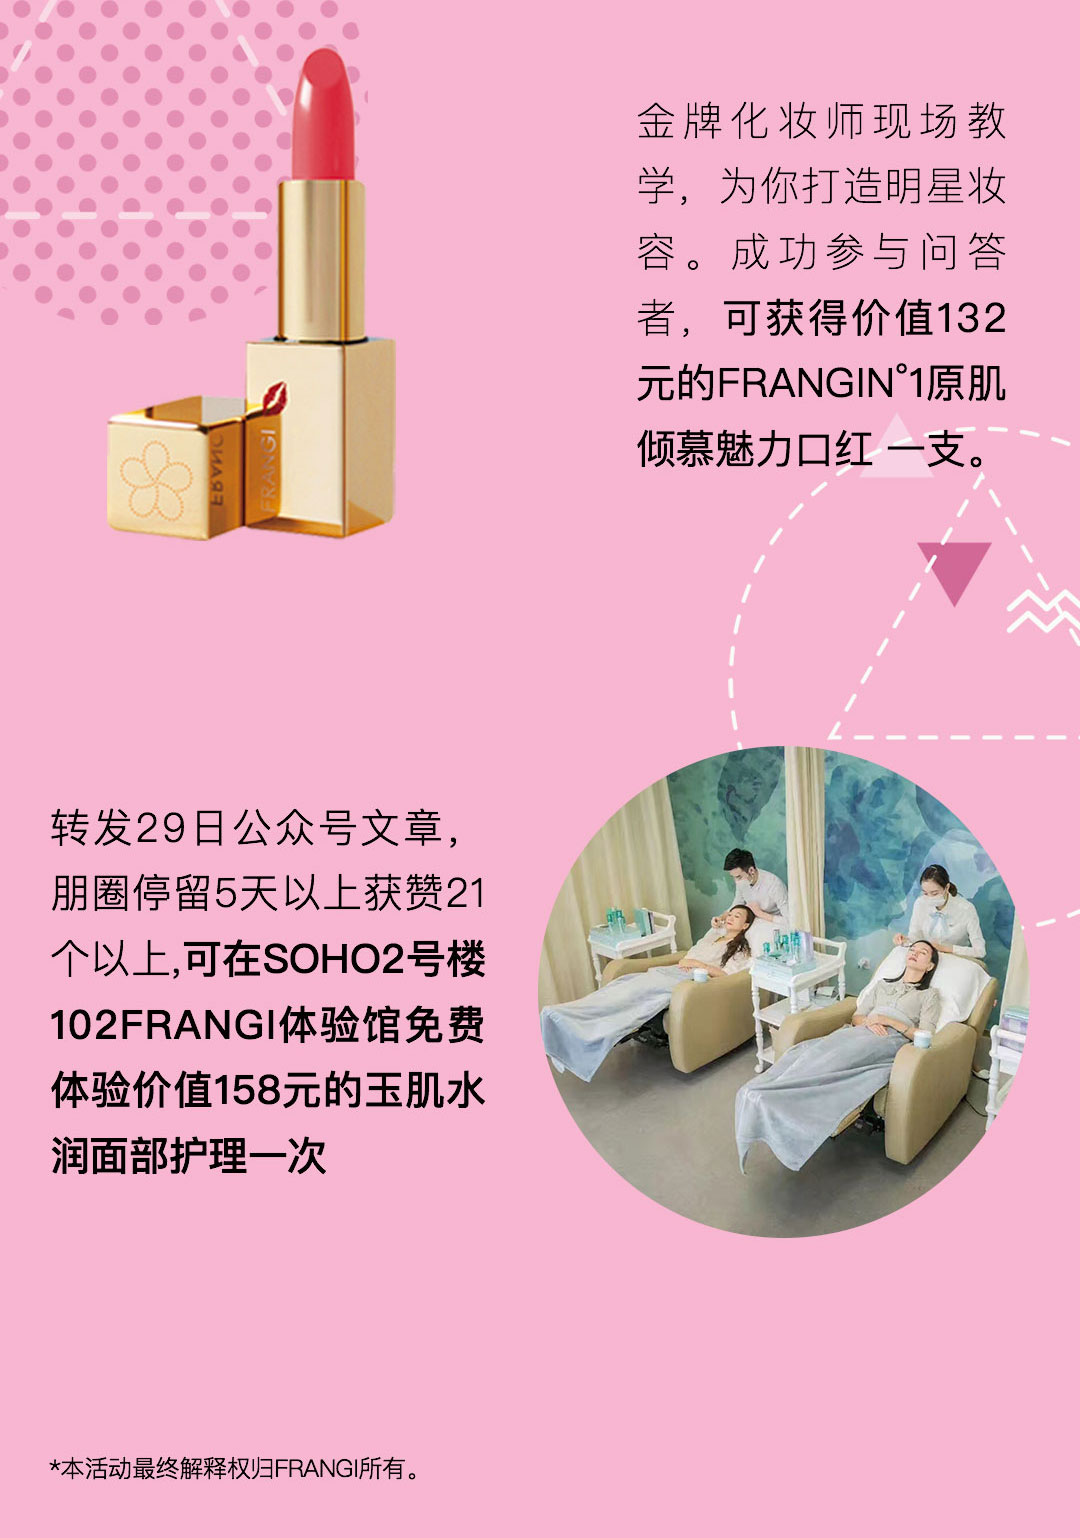 金牌化妆师现场教
学，为你打造明星妆
容。成功参与问答
者，可获得价值132
元的FRANGIN°1原肌
倾慕魅力口红 一支。
FRANGI
FRANG
转发29日公众号文章，
朋圈停留5天以上获赞21
个以上,可在SOHO2号楼
102FRANGI体验馆免费
体验价值158元的玉肌水
润面部护理一次
*本活动最终解释权归FRANGI所有。